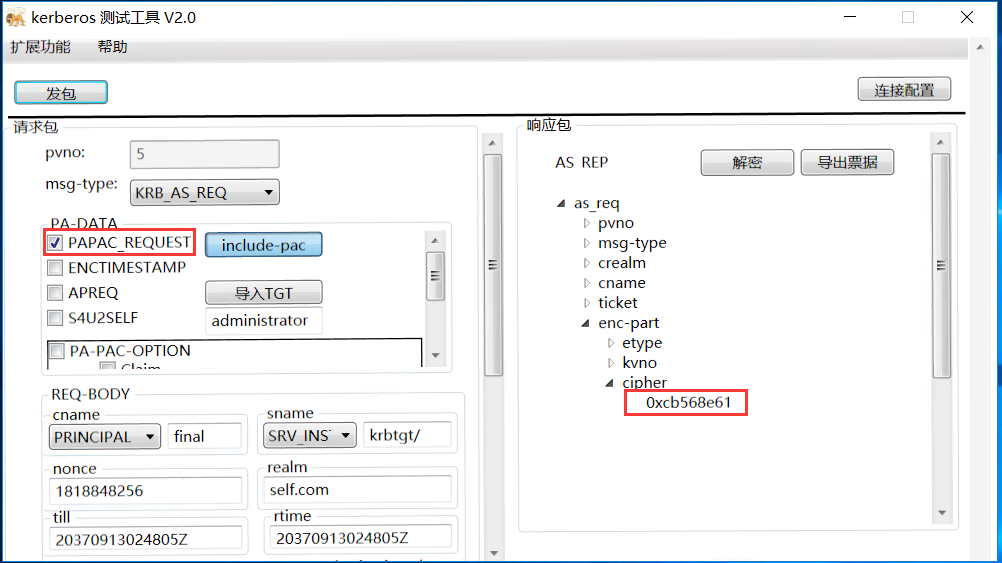 kerberos 测试工具 V2.0
扩展功能 帮助
发包 连接配置
请求包
pvno: 5
msg-type: KRB_AS_REQ
PA-DATA
PAPAC_REQUEST include-pac
ENCTIMESTAMP
APREQ 导入TGT
S4U2SELF administrator
PA-PAC-OPTION
Claim
REQ-BODY
cname sname
PRINCIPAL final SRV_INS krbtgt/
nonce realm
1818848256 self.com
till rtime
20370913024805Z 20370913024805Z
响应包
AS REP 解密 导出票据
as_req
pvno
msg-type
crealm
cname
ticket
enc-part
etype
kvno
cipher
0xcb568e61